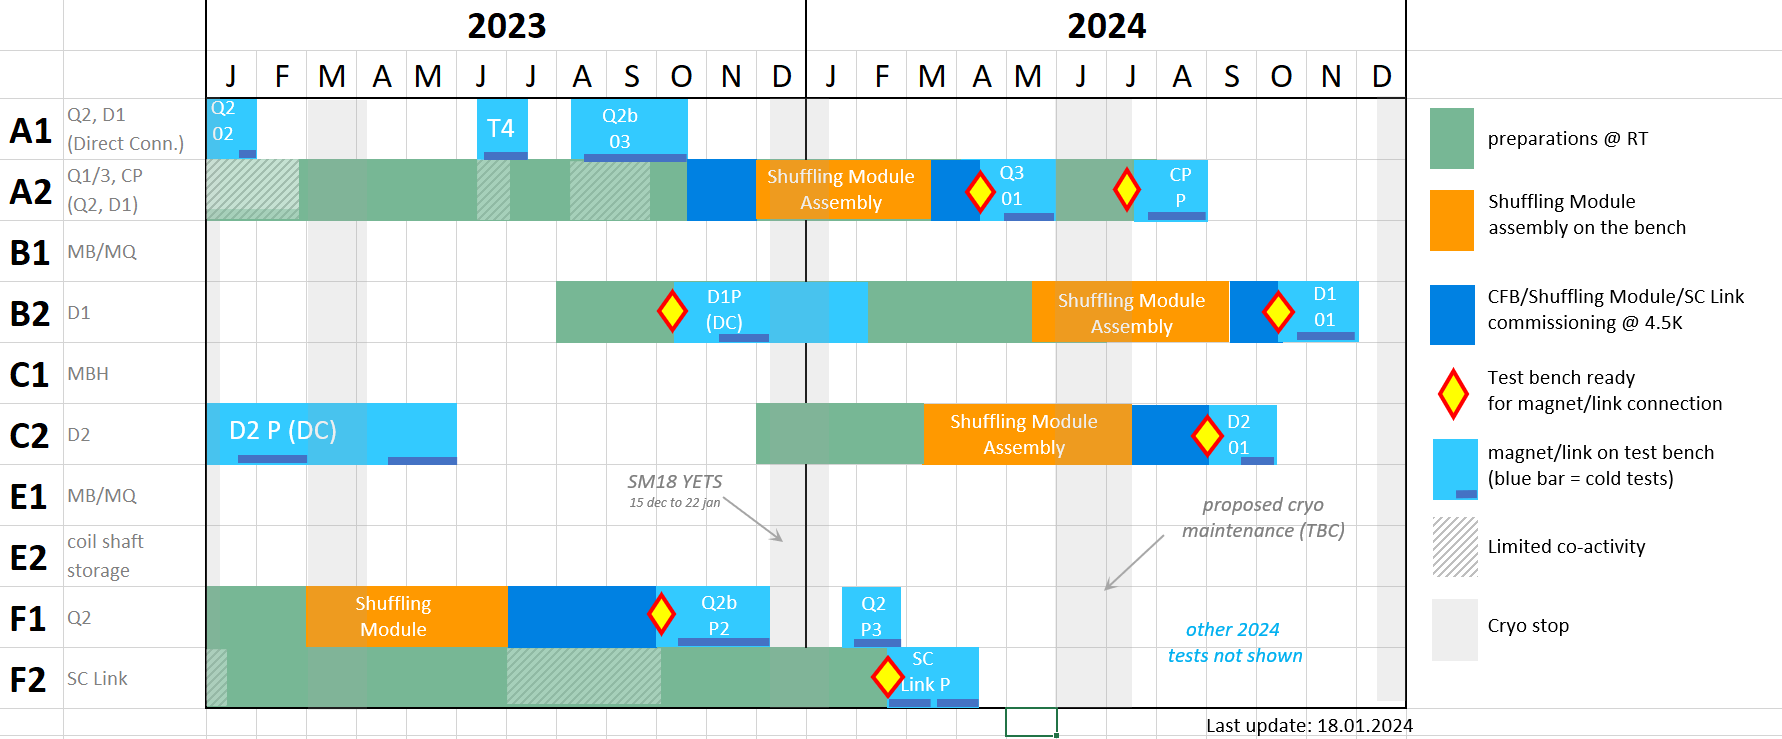 2023 2024
J F M A M J J A S O N D J F M A M J J A S O N D
A1 Q2, D1
(Direct Conn.)
Q2
02
T4
Q2b
03
A2 Q1/3, CP
(Q2, D1)
Shuffling Module
Assembly
Q3
01
CP
P
B1 MB/MQ
B2 D1
D1P
(DC)
Shuffling Module
Assembly
D1
01
C1 MBH
C2 D2
D2 P (DC)
Shuffling Module
Assembly
D2
01
E1 MB/MQ
SM18 YETS
15 dec to 22 jan
proposed cryo
maintenance (TBC)
E2 coil shaft
storage
F1 Q2
Shuffling
Module
Q2b
P2
Q2
P3
other 2024
tests not shown
F2 SC Link
SC
Link P
Last update: 18.01.2024
preparations @ RT
Shuffling Module
assembly on the bench
CFB/Shuffling Module/SC Link
commissioning @ 4.5K
Test bench ready
for magnet/link connection
magnet/link on test bench
(blue bar = cold tests)
Limited co-activity
Cryo stop